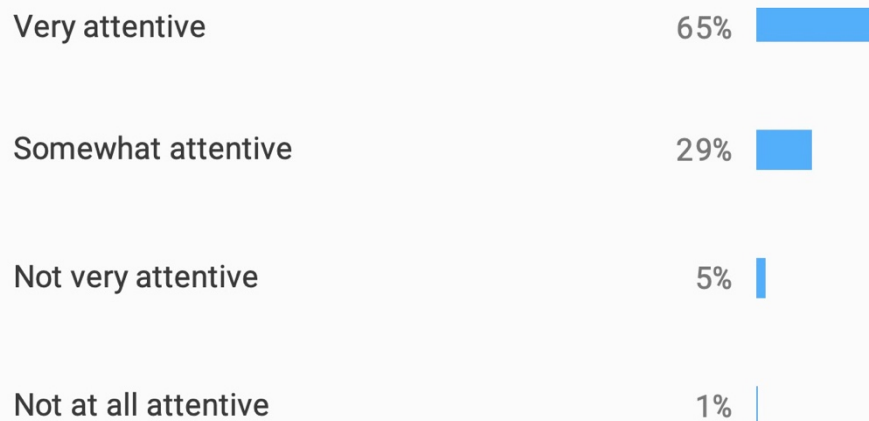 Very attentive 65%
Somewhat attentive 29%
Not very attentive 5%
Not at all attentive 1%